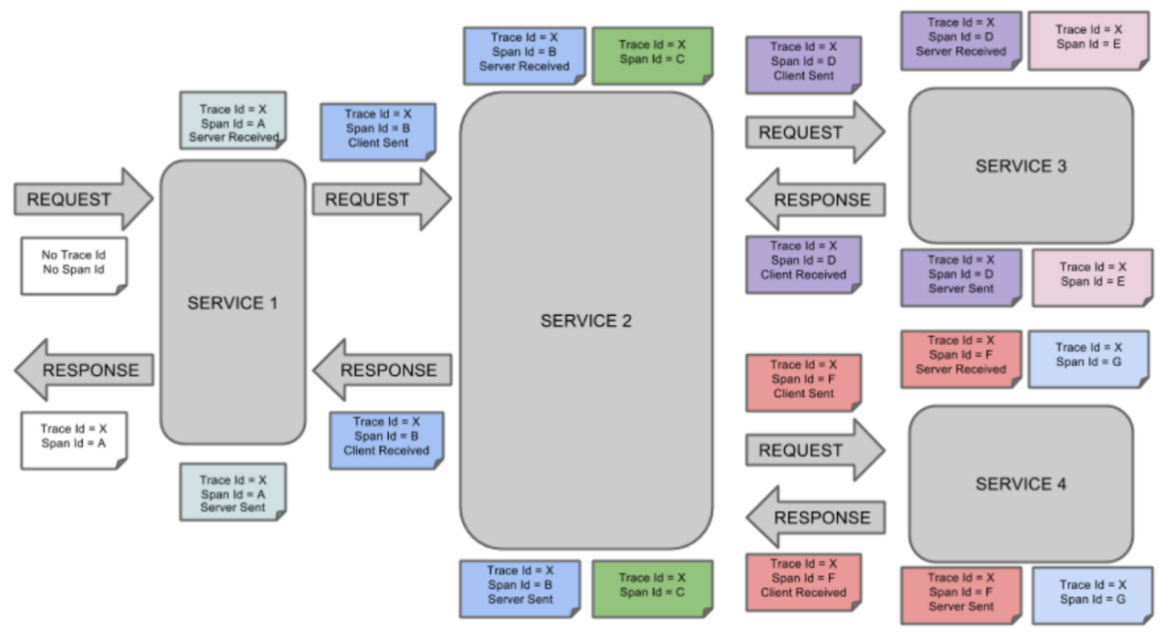 Trace Id = X
Span Id = D
Server Received
Trace Id = X
Span Id = E
Trace Id = X
Span Id = B
Server Received
Trace Id = X
Span Id = C
Trace Id = X
Span Id = D
Client Sent
Trace Id = X
Span Id = A
Server Received
Trace Id = X
Span Id = B
Client Sent
REQUEST
SERVICE 3
REQUEST
REQUEST
RESPONSE
No Trace Id
No Span Id
Trace Id = X
Span Id = D
Client Received
Trace Id = X
Span Id = D
Server Sent
Trace Id = X
Span Id = E
SERVICE 1
SERVICE 2
Trace Id = X
Span Id = F
Server Received
Trace Id = X
Span Id = G
RESPONSE
RESPONSE
Trace Id = X
Span Id = F
Client Sent
Trace Id = X
Span Id = A
Trace Id = X
Span Id = B
Client Received
REQUEST
SERVICE 4
Trace Id = X
Span Id = A
Server Sent
RESPONSE
Trace Id = X
Span Id = B
Server Sent
Trace Id = X
Span Id = C
Trace Id = X
Span Id = F
Client Received
Trace Id = X
Span Id = F
Server Sent
Trace Id = X
Span Id = G